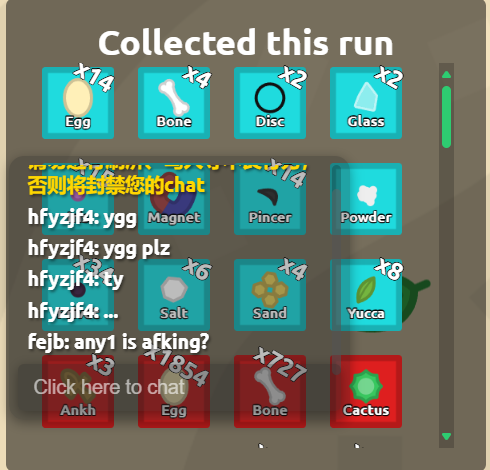 Collected this run
x14
x4
x2
x2
Egg
Bone
Disc
Glass
x14
否则将封禁您的chat
hfyzjf4: ygg
Magnet
Pincer
Powder
hfyzjf4: ygg plz
x6
x4
x8
hfyzjf4: ty
hfyzjf4: ...
Salt
Sand
Yucca
fejb: any1 is afking?
x3
x1854
x727
Click here to chat
Ankh
Egg
Bone
Cactus